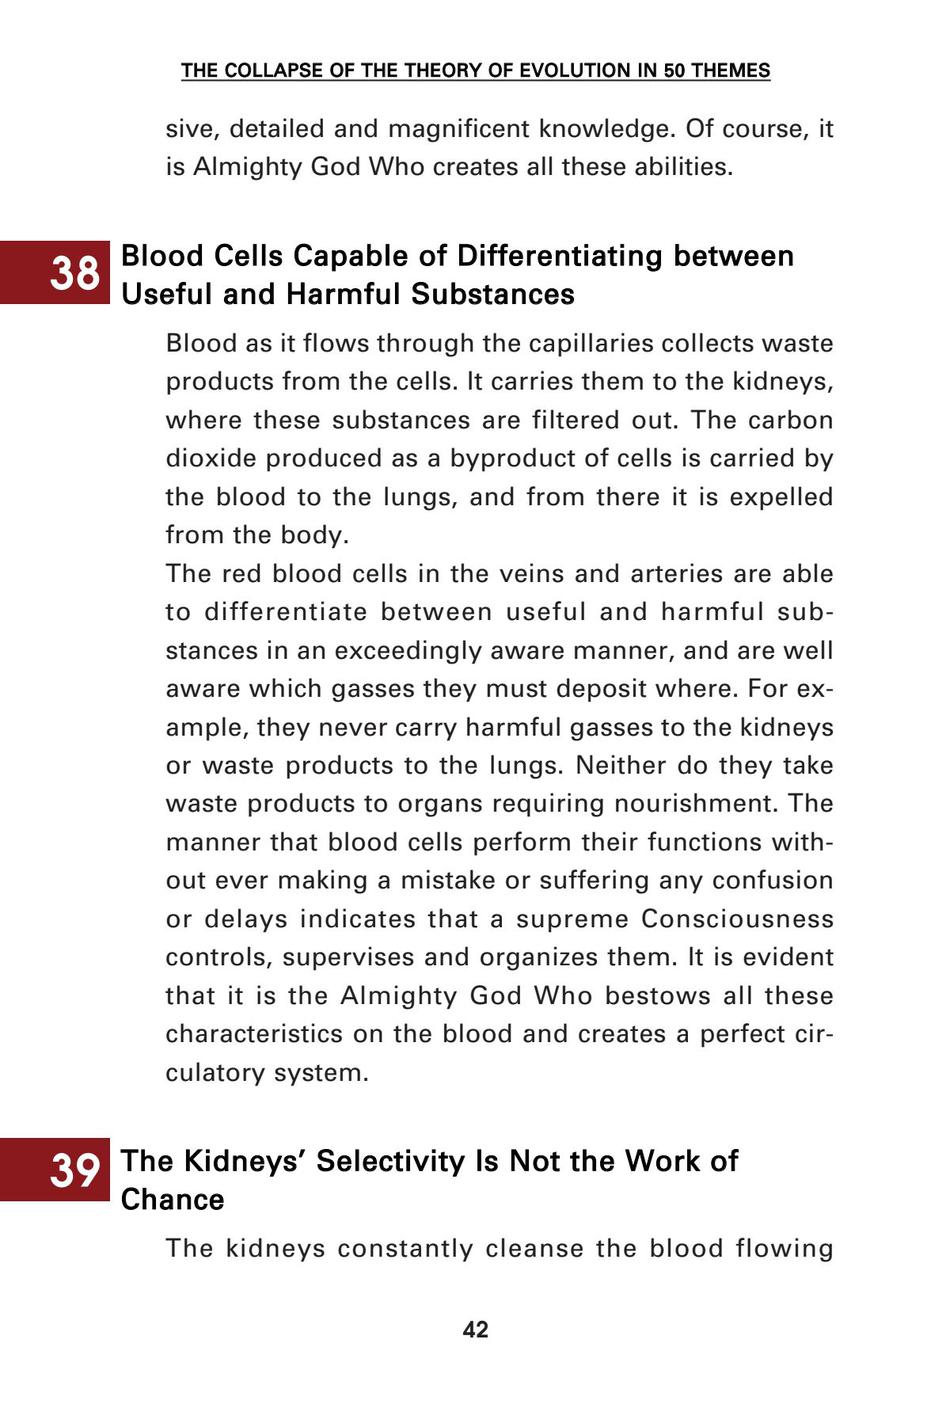 THE COLLAPSE OF THE THEORY OF EVOLUTION IN 50 THEMES
sive, detailed and magnificent knowledge. Of course, it
is Almighty God Who creates all these abilities.
38
Blood Cells Capable of Differentiating between
Useful and Harmful Substances
Blood as it flows through the capillaries collects waste
products from the cells. It carries them to the kidneys,
where these substances are filtered out. The carbon
dioxide produced as a byproduct of cells is carried by
the blood to the lungs, and from there it is expelled
from the body.
The red blood cells in the veins and arteries are able
to differentiate between useful and harmful sub-
stances in an exceedingly aware manner, and are well
aware which gasses they must deposit where. For ex-
ample, they never carry harmful gasses to the kidneys
or waste products to the lungs. Neither do they take
waste products to organs requiring nourishment. The
manner that blood cells perform their functions with-
out ever making a mistake or suffering any confusion
or delays indicates that a supreme Consciousness
controls, supervises and organizes them. It is evident
that it is the Almighty God Who bestows all these
characteristics on the blood and creates a perfect cir-
culatory system.
39
The Kidneys’ Selectivity Is Not the Work of
Chance
The kidneys constantly cleanse the blood flowing
42